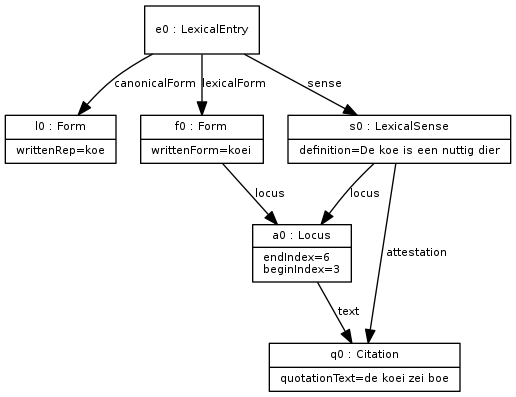 e0 : LexicalEntry
canonicalForm
lexicalForm
sense
l0 : Form
writtenRep=koe
f0 : Form
writtenForm=koei
s0 : LexicalSense
definition=De koe is een nuttig dier
locus
locus
a0 : Locus
endIndex=6
beginIndex=3
attestation
text
q0 : Citation
quotationText=de koei zei boe